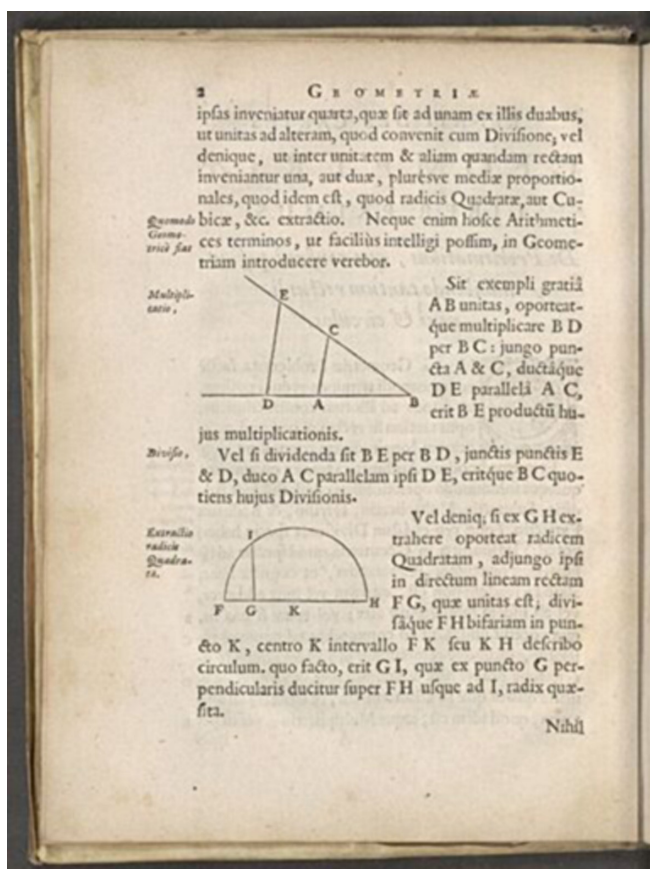 2 GEOMETRIÆ
ipſas inveniatur quarta, quæ ſit ad unam ex illis duabus,
ut unitas ad alteram, quod convenit cum Diviſione; vel
denique, ut inter unitatem & aliam quandam rectam
inveniantur una, aut duæ, plureſve mediæ proportio-
nales, quod idem eſt, quod radicis Quadratæ, aut Cu-
bicæ, &c. extractio. Neque enim hoſce Arithmeti-
ces terminos, ut faciliùs intelligi poſſim, in Geome-
triam introducere verebor.
Quomodo
Geome-
tricè fiat
Multipli-
catio,
Sit exempli gratiâ
A B unitas, oporteat-
que multiplicare B D
per B C: jungo pun-
cta A & C, ductâque
D E parallelâ A C,
erit B E productũ hu-
jus multiplicationis.
E
C
D A B
Diviſio,
Vel ſi dividenda ſit B E per B D, junctis punctis E
& D, duco A C parallelam ipſi D E, eritque B C quo-
tiens hujus Diviſionis.
Extractio
radicis
Quadra-
tæ.
Vel deniq; ſi ex G H ex-
trahere oporteat radicem
Quadratam, adjungo ipſi
in directum lineam rectam
F G, quæ unitas eſt; divi-
ſâque F H bifariam in pun-
cto K, centro K intervallo F K ſeu K H deſcribo
circulum. quo facto, erit G I, quæ ex puncto G per-
pendicularis ducitur ſuper F H uſque ad I, radix quæ-
ſita.
I
F G K H
Nihil